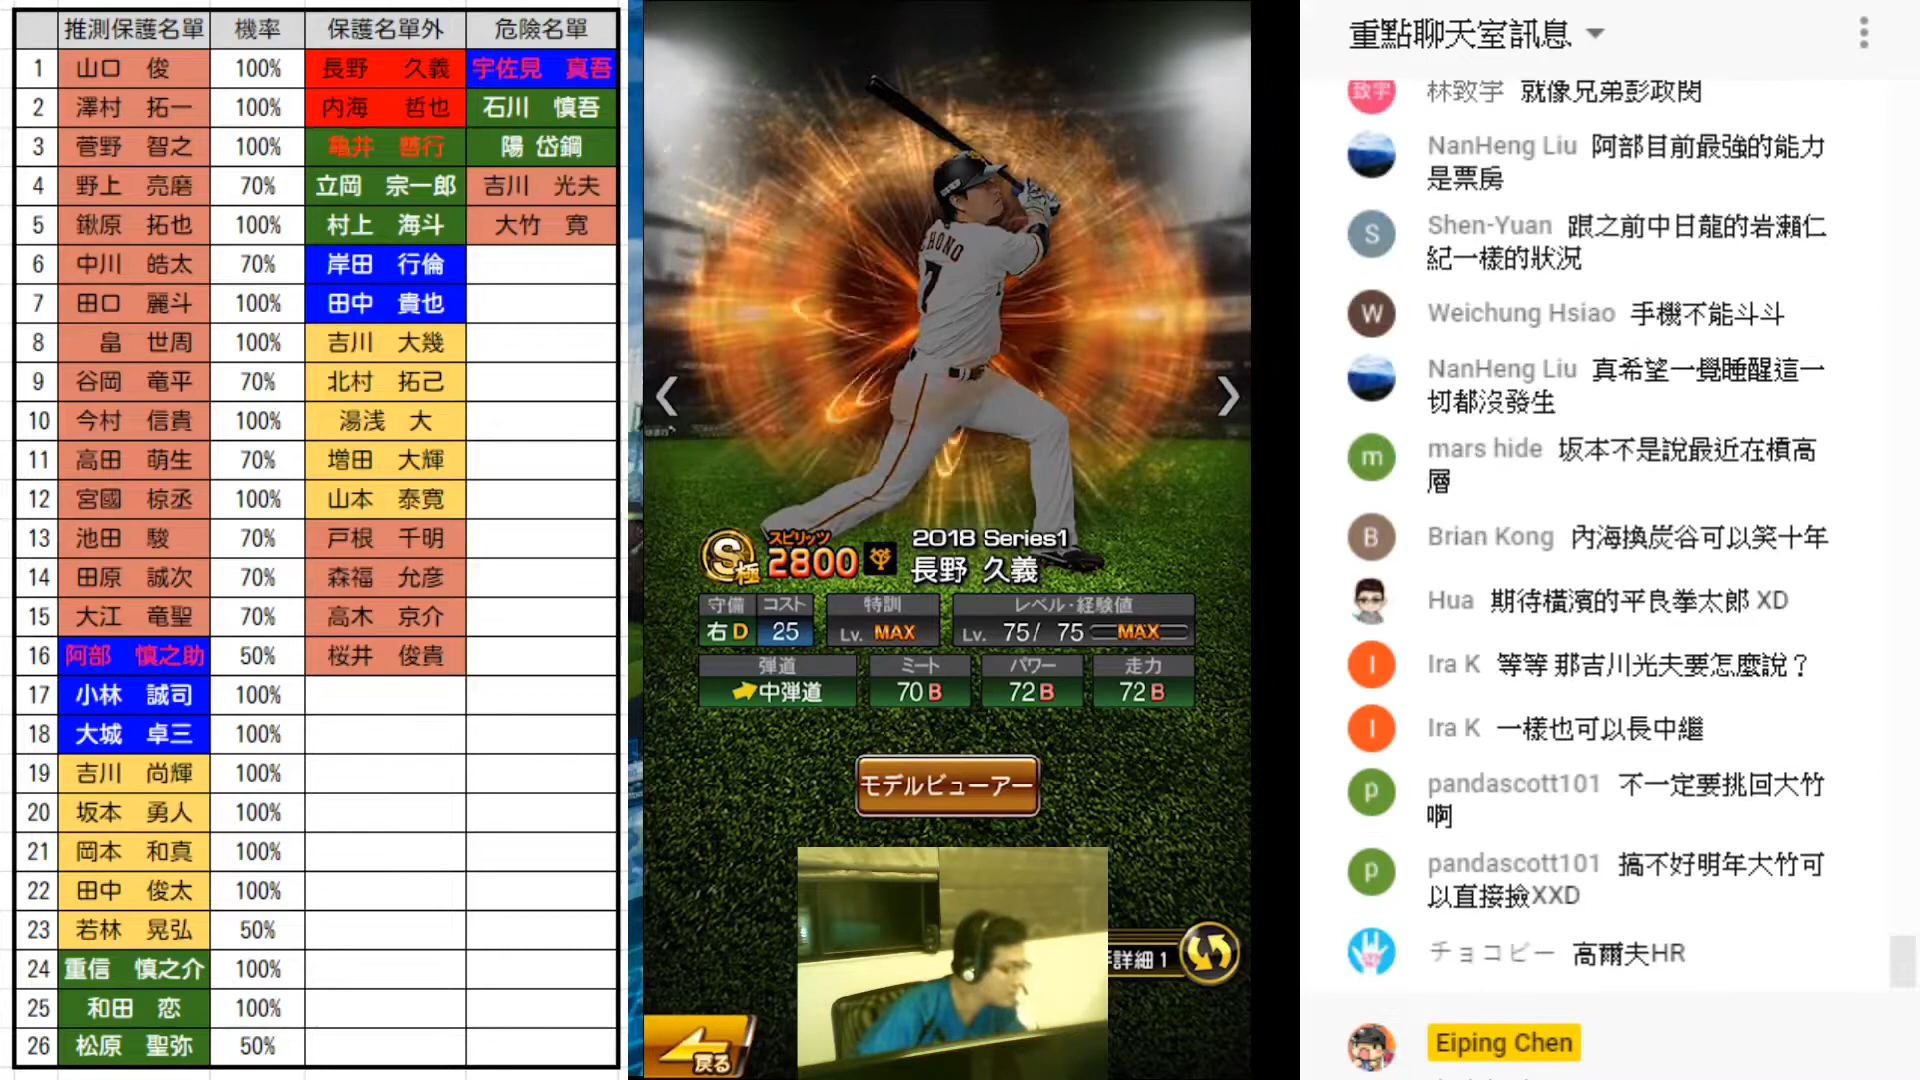 推測保護名單 機率 保護名單外 危險名單
1 山口 俊 100% 長野 久義 宇佐見 真吾
2 澤村 拓一 100% 内海 哲也 石川 慎吾
3 菅野 智之 100% 亀井 善行 陽 岱鋼
4 野上 亮磨 70% 立岡 宗一郎 吉川 光夫
5 鍬原 拓也 100% 村上 海斗 大竹 寛
6 中川 皓太 70% 岸田 行倫
7 田口 麗斗 100% 田中 貴也
8 畠 世周 100% 吉川 大幾
9 谷岡 竜平 70% 北村 拓己
10 今村 信貴 100% 湯浅 大
11 高田 萌生 70% 増田 大輝
12 宮國 椋丞 100% 山本 泰寛
13 池田 駿 70% 戸根 千明
14 田原 誠次 70% 森福 允彦
15 大江 竜聖 70% 高木 京介
16 阿部 慎之助 50% 桜井 俊貴
17 小林 誠司 100%
18 大城 卓三 100%
19 吉川 尚輝 100%
20 坂本 勇人 100%
21 岡本 和真 100%
22 田中 俊太 100%
23 若林 晃弘 50%
24 重信 慎之介 100%
25 和田 恋 100%
26 松原 聖弥 50%
CHONO
7
S極 スピリッツ 2800 2018 Series1
長野 久義
守備 コスト 特訓 レベル・経験値
右D 25 Lv. MAX Lv. 75/ 75 MAX
弾道 ミート パワー 走力
中弾道 70 B 72 B 72 B
モデルビューアー
詳細 1
戻る
重點聊天室訊息
致宇 林致宇 就像兄弟彭政閔
NanHeng Liu 阿部目前最強的能力
是票房
S Shen-Yuan 跟之前中日龍的岩瀨仁
紀一樣的狀況
W Weichung Hsiao 手機不能斗斗
NanHeng Liu 真希望一覺睡醒這一
切都沒發生
m mars hide 坂本不是說最近在槓高
層
B Brian Kong 內海換炭谷可以笑十年
Hua 期待橫濱的平良拳太郎 XD
I Ira K 等等 那吉川光夫要怎麼說？
I Ira K 一樣也可以長中繼
p pandascott101 不一定要挑回大竹
啊
p pandascott101 搞不好明年大竹可
以直接撿XXD
チョコビー 高爾夫HR
Eiping Chen